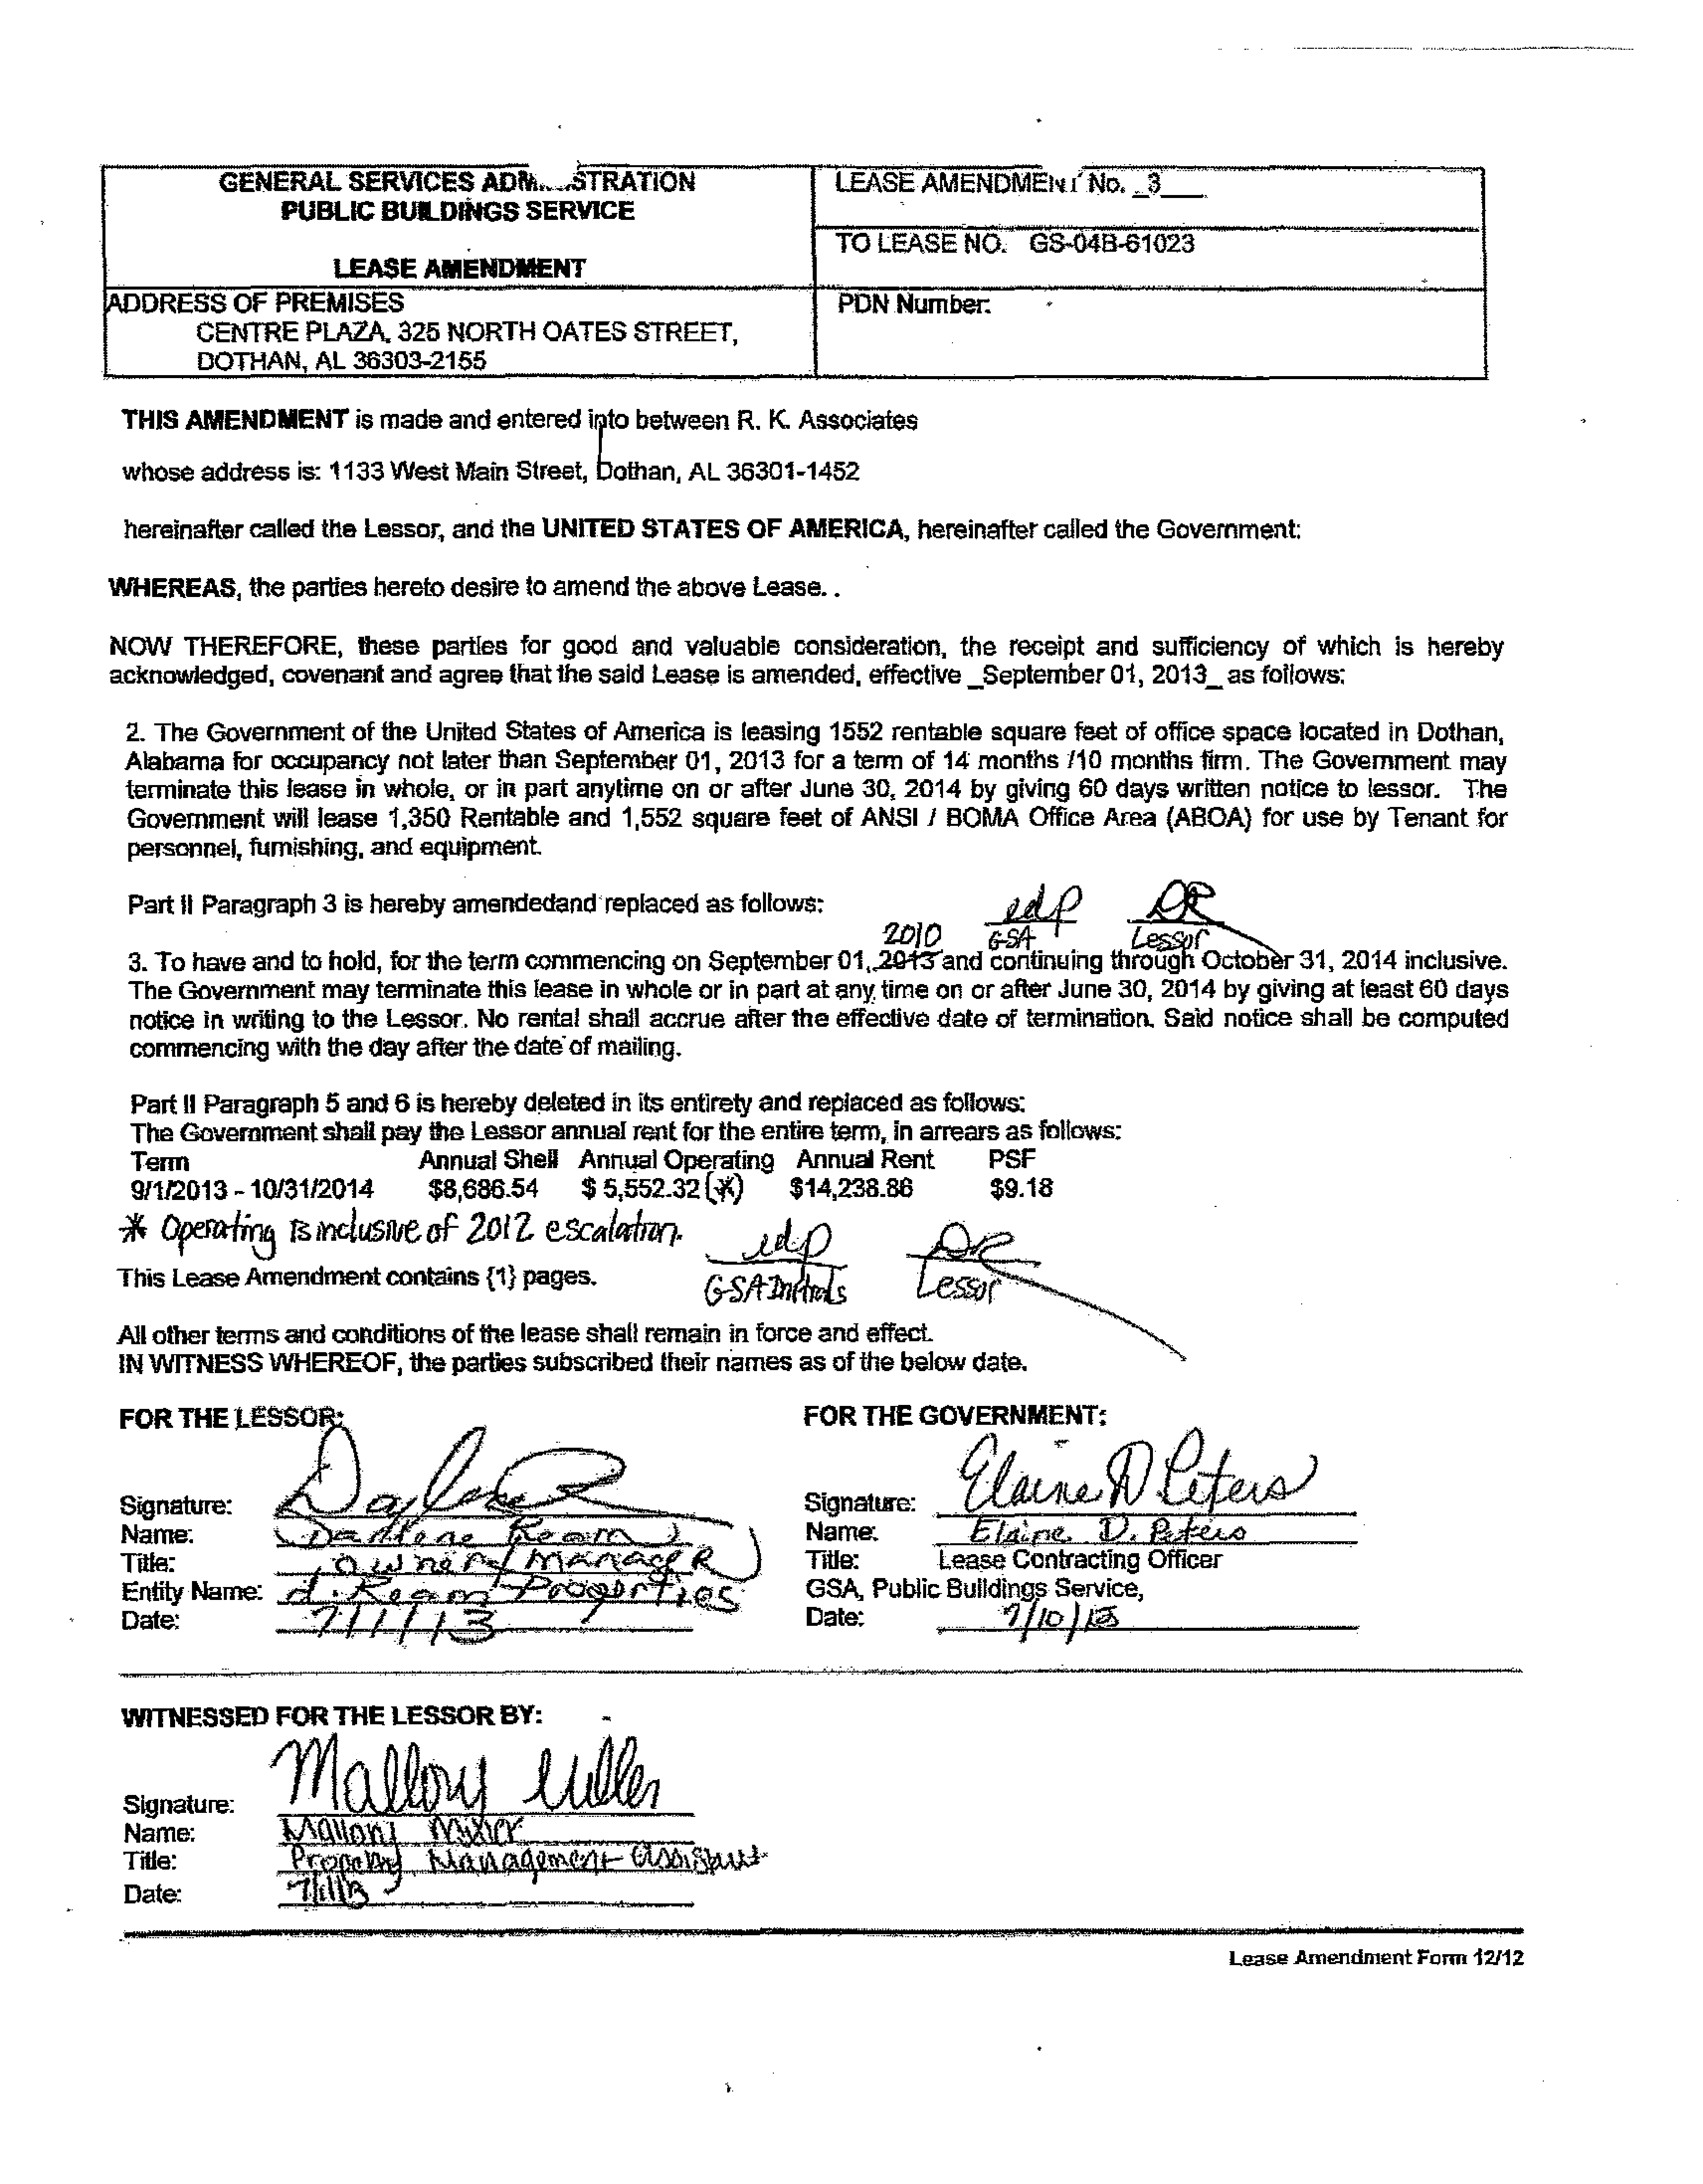 GENERAL SERVICES ADM... STRATION
PUBLIC BUILDINGS SERVICE
LEASE AMENDMENT
LEASE AMENDMENT No. _3___
TO LEASE NO. GS-04B-61023
ADDRESS OF PREMISES
CENTRE PLAZA, 325 NORTH OATES STREET,
DOTHAN, AL 36303-2155
PDN Number:
THIS AMENDMENT is made and entered into between R. K. Associates
whose address is: 1133 West Main Street, Dothan, AL 36301-1452
hereinafter called the Lessor, and the UNITED STATES OF AMERICA, hereinafter called the Government:
WHEREAS, the parties hereto desire to amend the above Lease. .
NOW THEREFORE, these parties for good and valuable consideration, the receipt and sufficiency of which is hereby
acknowledged, covenant and agree that the said Lease is amended, effective _September 01, 2013_ as follows:
2. The Government of the United States of America is leasing 1552 rentable square feet of office space located in Dothan,
Alabama for occupancy not later than September 01, 2013 for a term of 14 months /10 months firm. The Government may
terminate this lease in whole, or in part anytime on or after June 30, 2014 by giving 60 days written notice to lessor. The
Government will lease 1,350 Rentable and 1,552 square feet of ANSI / BOMA Office Area (ABOA) for use by Tenant for
personnel, furnishing, and equipment.
Part II Paragraph 3 is hereby amendedand replaced as follows:
edp DR
2010 GSA Lessor
3. To have and to hold, for the term commencing on September 01, 2013 and continuing through October 31, 2014 inclusive.
The Government may terminate this lease in whole or in part at any time on or after June 30, 2014 by giving at least 60 days
notice in writing to the Lessor. No rental shall accrue after the effective date of termination. Said notice shall be computed
commencing with the day after the date of mailing.
Part II Paragraph 5 and 6 is hereby deleted in its entirety and replaced as follows:
The Government shall pay the Lessor annual rent for the entire term, in arrears as follows:
Term Annual Shell Annual Operating Annual Rent PSF
9/1/2013 - 10/31/2014 $8,686.54 $ 5,552.32 (*) $14,238.86 $9.18
* Operating is inclusive of 2012 escalation.
edp DR
GSA Initials Lessor
This Lease Amendment contains {1} pages.
All other terms and conditions of the lease shall remain in force and effect.
IN WITNESS WHEREOF, the parties subscribed their names as of the below date.
FOR THE LESSOR:
Signature:
Name: Darlene Ream
Title: Owner/Manager
Entity Name: d. Ream Properties
Date: 7/1/13
FOR THE GOVERNMENT:
Signature: Elaine D Peters
Name: Elaine D. Peters
Title: Lease Contracting Officer
GSA, Public Buildings Service,
Date: 7/10/13
WITNESSED FOR THE LESSOR BY:
Signature: Mallory
Name: Mallory
Title: Property Management Assistant
Date: 7/1/13
Lease Amendment Form 12/12